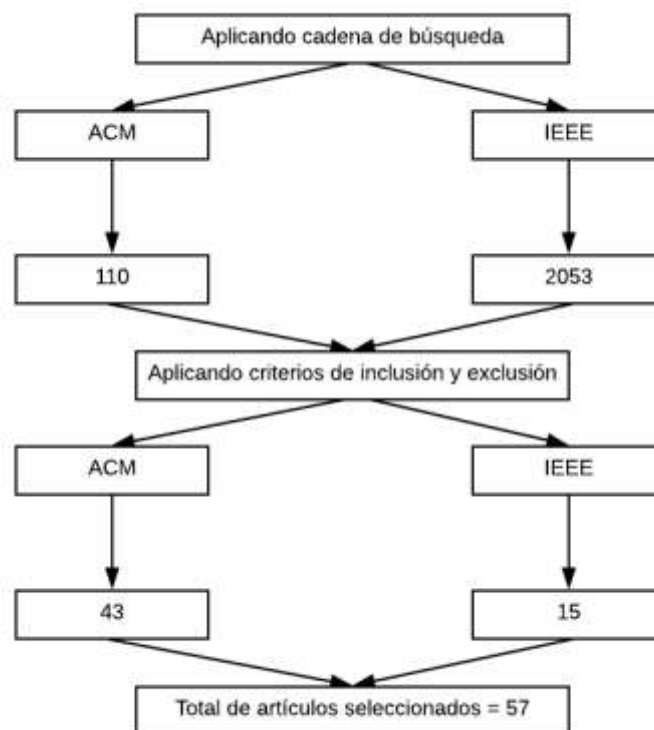 Aplicando cadena de búsqueda
ACM
IEEE
110
2053
Aplicando criterios de inclusión y exclusión
ACM
IEEE
43
15
Total de artículos seleccionados = 57